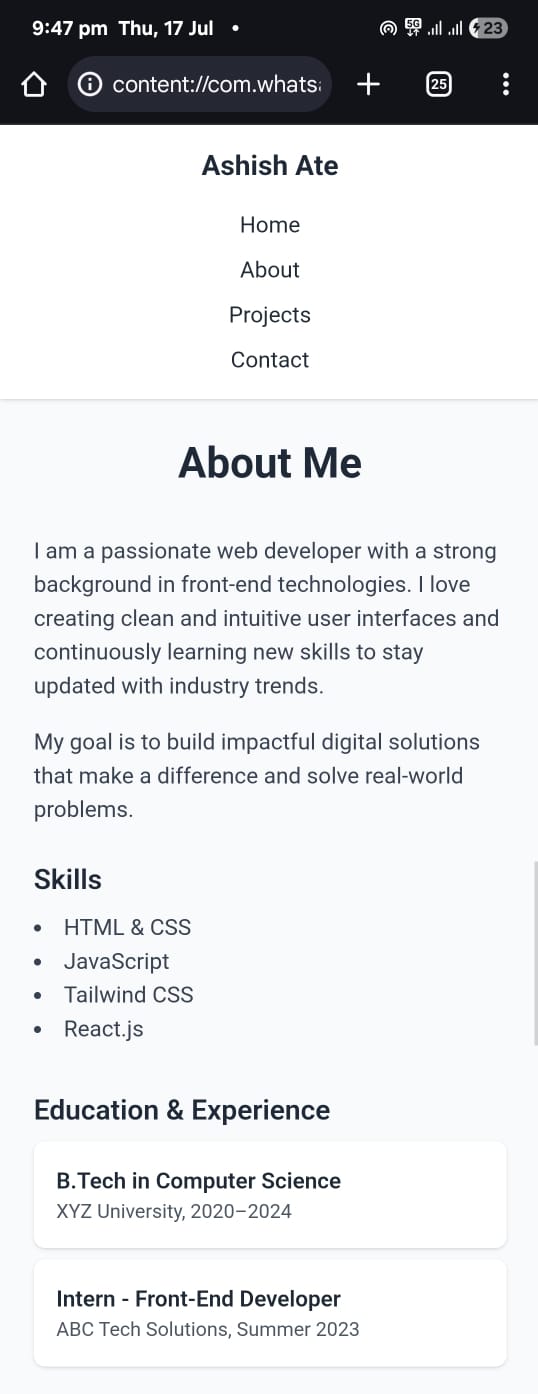 9:47 pm Thu, 17 Jul •
5G
23
content://com.whats
25
Ashish Ate
Home
About
Projects
Contact
About Me
I am a passionate web developer with a strong
background in front-end technologies. I love
creating clean and intuitive user interfaces and
continuously learning new skills to stay
updated with industry trends.
My goal is to build impactful digital solutions
that make a difference and solve real-world
problems.
Skills
• HTML & CSS
• JavaScript
• Tailwind CSS
• React.js
Education & Experience
B.Tech in Computer Science
XYZ University, 2020–2024
Intern - Front-End Developer
ABC Tech Solutions, Summer 2023